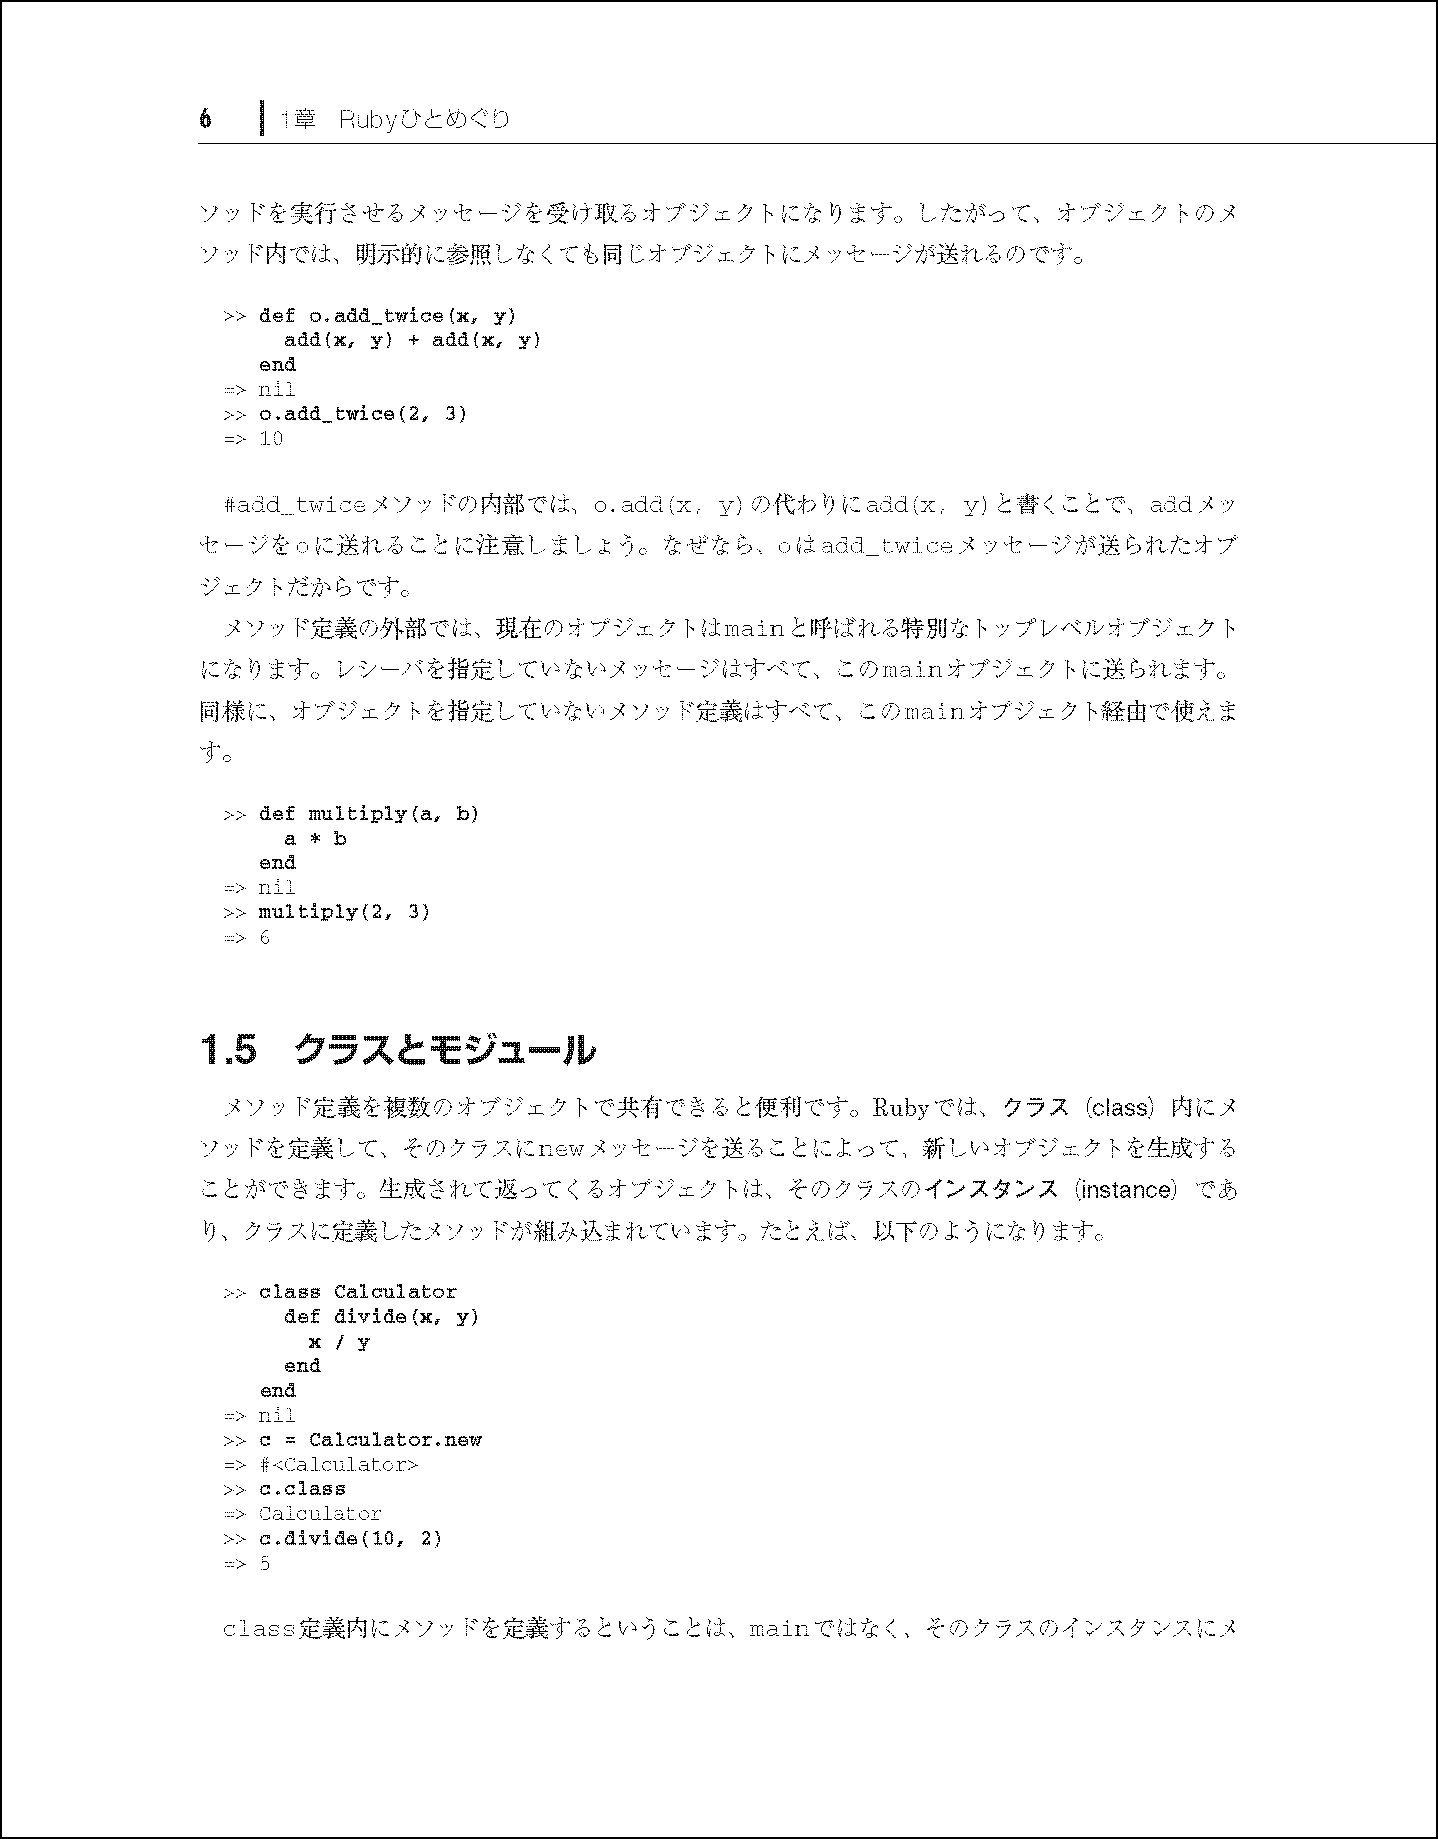 6 1章 Rubyひとめぐり
ソッドを実行させるメッセージを受け取るオブジェクトになります。したがって、オブジェクトのメ
ソッド内では、明示的に参照しなくても同じオブジェクトにメッセージが送れるのです。
>> def o.add_twice(x, y)
     add(x, y) + add(x, y)
   end
=> nil
>> o.add_twice(2, 3)
=> 10
#add_twiceメソッドの内部では、o.add(x, y)の代わりにadd(x, y)と書くことで、addメッ
セージをoに送れることに注意しましょう。なぜなら、oはadd_twiceメッセージが送られたオブ
ジェクトだからです。
メソッド定義の外部では、現在のオブジェクトはmainと呼ばれる特別なトップレベルオブジェクト
になります。レシーバを指定していないメッセージはすべて、このmainオブジェクトに送られます。
同様に、オブジェクトを指定していないメソッド定義はすべて、このmainオブジェクト経由で使えま
す。
>> def multiply(a, b)
     a * b
   end
=> nil
>> multiply(2, 3)
=> 6
1.5 クラスとモジュール
メソッド定義を複数のオブジェクトで共有できると便利です。Rubyでは、クラス（class）内にメ
ソッドを定義して、そのクラスにnewメッセージを送ることによって、新しいオブジェクトを生成する
ことができます。生成されて返ってくるオブジェクトは、そのクラスのインスタンス（instance）であ
り、クラスに定義したメソッドが組み込まれています。たとえば、以下のようになります。
>> class Calculator
     def divide(x, y)
       x / y
     end
   end
=> nil
>> c = Calculator.new
=> #<Calculator>
>> c.class
=> Calculator
>> c.divide(10, 2)
=> 5
class定義内にメソッドを定義するということは、mainではなく、そのクラスのインスタンスにメ